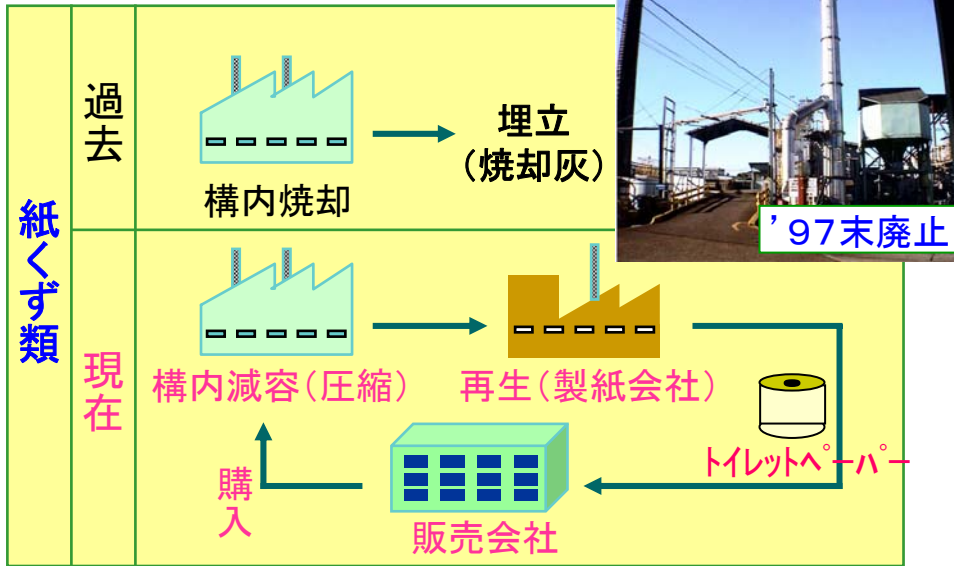 紙くず類
過去
構内焼却
埋立
(焼却灰)
’97末廃止
現在
構内減容(圧縮)
再生(製紙会社)
ﾄｲﾚｯﾄﾍﾟｰﾊﾟｰ
販売会社
購入